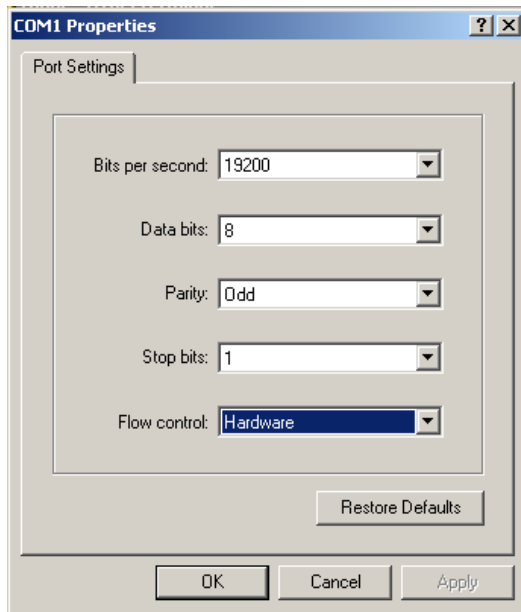 COM1 Properties
Port Settings
Bits per second: 19200
Data bits: 8
Parity: Odd
Stop bits: 1
Flow control: Hardware
Restore Defaults
OK Cancel Apply